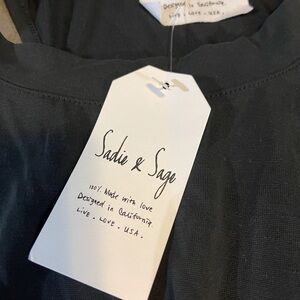 Designed in California
Live . Love . USA .
Sadie & Sage
100% Made with love
Designed in California
Live . Love . USA .